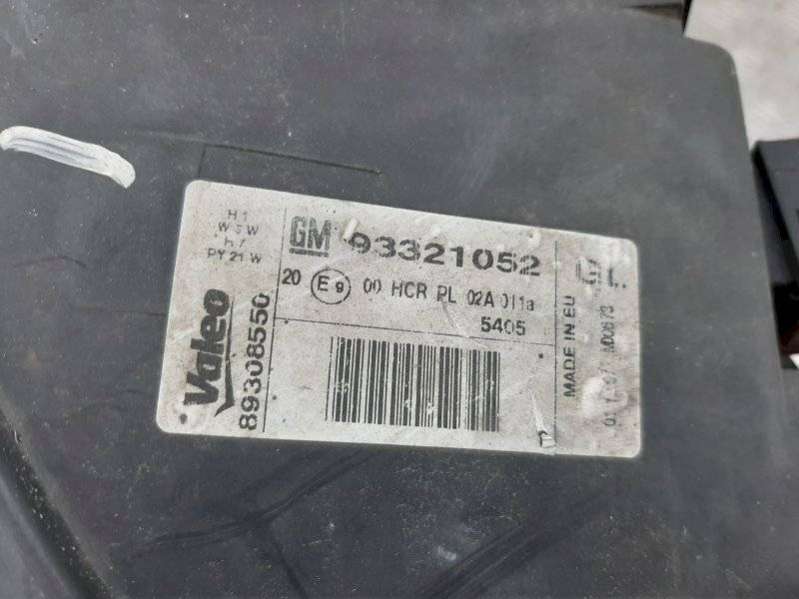 H1
W5W
H7
PY21W
GM 93321052
20 E9 00 HCR PL 02A 011a
5405
Valeo
89308550
MADE IN EU